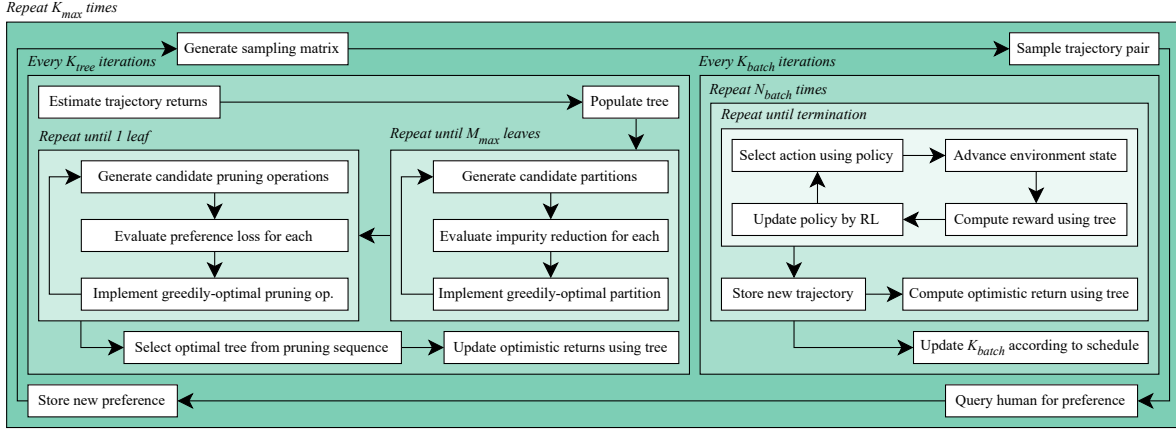 Repeat K_max times
Generate sampling matrix
Sample trajectory pair
Every K_tree iterations
Estimate trajectory returns
Populate tree
Repeat until 1 leaf
Generate candidate pruning operations
Evaluate preference loss for each
Implement greedily-optimal pruning op.
Repeat until M_max leaves
Generate candidate partitions
Evaluate impurity reduction for each
Implement greedily-optimal partition
Select optimal tree from pruning sequence
Update optimistic returns using tree
Every K_batch iterations
Repeat N_batch times
Repeat until termination
Select action using policy
Advance environment state
Update policy by RL
Compute reward using tree
Store new trajectory
Compute optimistic return using tree
Update K_batch according to schedule
Store new preference
Query human for preference